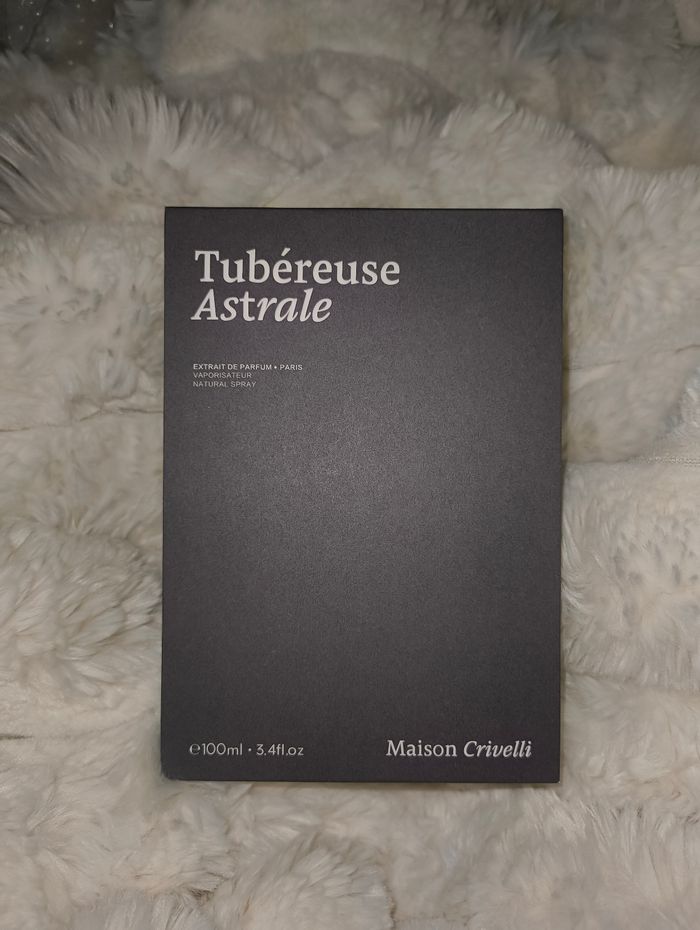 Tubéreuse
Astrale
EXTRAIT DE PARFUM • PARIS
VAPORISATEUR
NATURAL SPRAY
℮100ml • 3.4fl.oz
Maison Crivelli